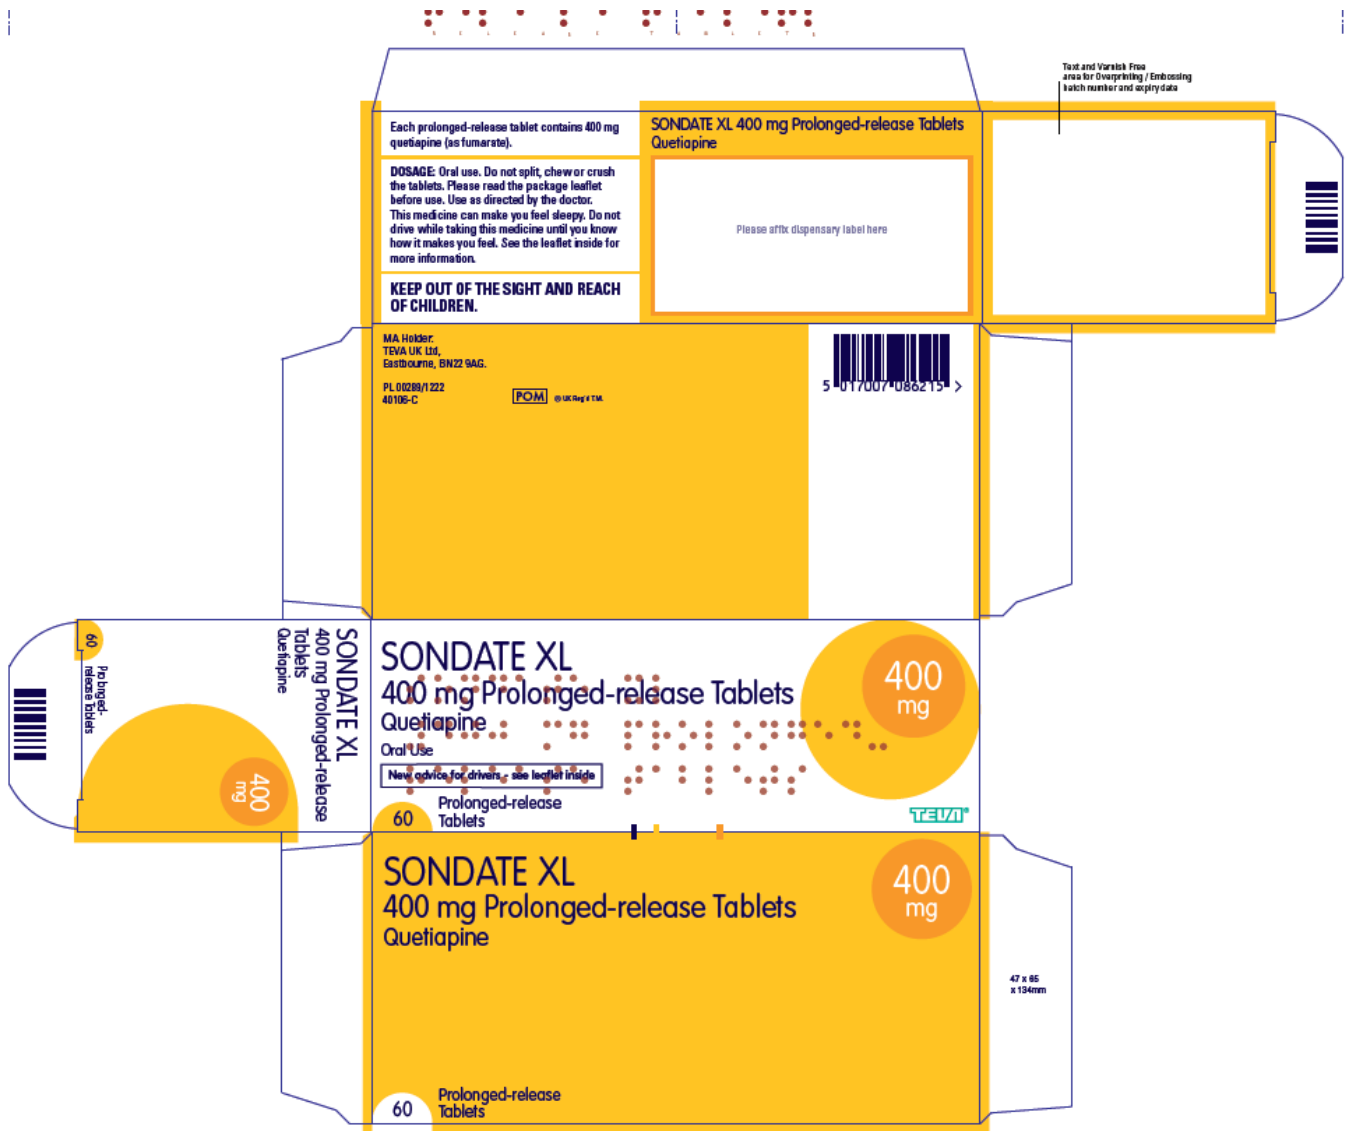 Text and Varnish Free
area for Overprinting / Embossing
batch number and expiry date
Each prolonged-release tablet contains 400 mg
quetiapine (as fumarate).
DOSAGE: Oral use. Do not split, chew or crush
the tablets. Please read the package leaflet
before use. Use as directed by the doctor.
This medicine can make you feel sleepy. Do not
drive while taking this medicine until you know
how it makes you feel. See the leaflet inside for
more information.
KEEP OUT OF THE SIGHT AND REACH
OF CHILDREN.
SONDATE XL 400 mg Prolonged-release Tablets
Quetiapine
Please affix dispensary label here
MA Holder:
TEVA UK Ltd,
Eastbourne, BN22 9AG.
PL 00289/1222
40106-C
POM
® UK Reg'd T.M.
5 017007 086215 >
60
Prolonged-
release Tablets
SONDATE XL
400 mg Prolonged-release
Tablets
Quetiapine
400
mg
SONDATE XL
400 mg Prolonged-release Tablets
Quetiapine
Oral Use
New advice for drivers - see leaflet inside
60
Prolonged-release
Tablets
400
mg
TEVA®
SONDATE XL
400 mg Prolonged-release Tablets
Quetiapine
400
mg
47 x 65
x 134mm
60
Prolonged-release
Tablets